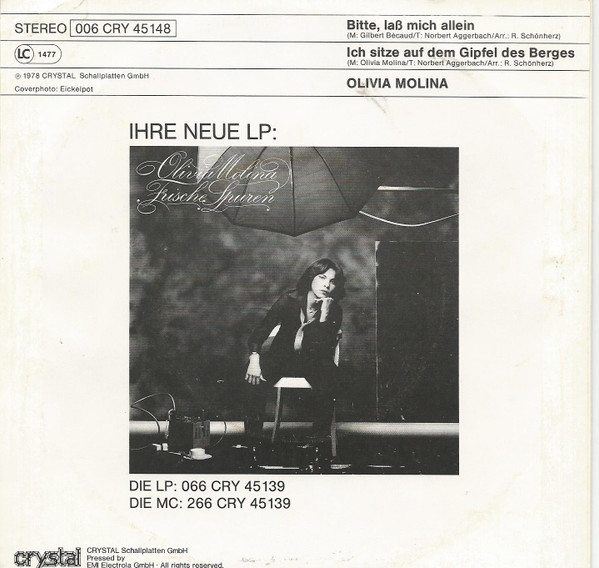 STEREO 006 CRY 45148
LC 1477
℗ 1978 CRYSTAL Schallplatten GmbH
Coverphoto: Eickelpot
Bitte, laß mich allein
(M: Gilbert Bécaud/T: Norbert Aggerbach/Arr.: R. Schönherz)
Ich sitze auf dem Gipfel des Berges
(M: Olivia Molina/T: Norbert Aggerbach/Arr.: R. Schönherz)
OLIVIA MOLINA
IHRE NEUE LP:
Olivia Molina
Frische Spuren
DIE LP: 066 CRY 45139
DIE MC: 266 CRY 45139
crystal
CRYSTAL Schallplatten GmbH
Pressed by
EMI Electrola GmbH · All rights reserved.